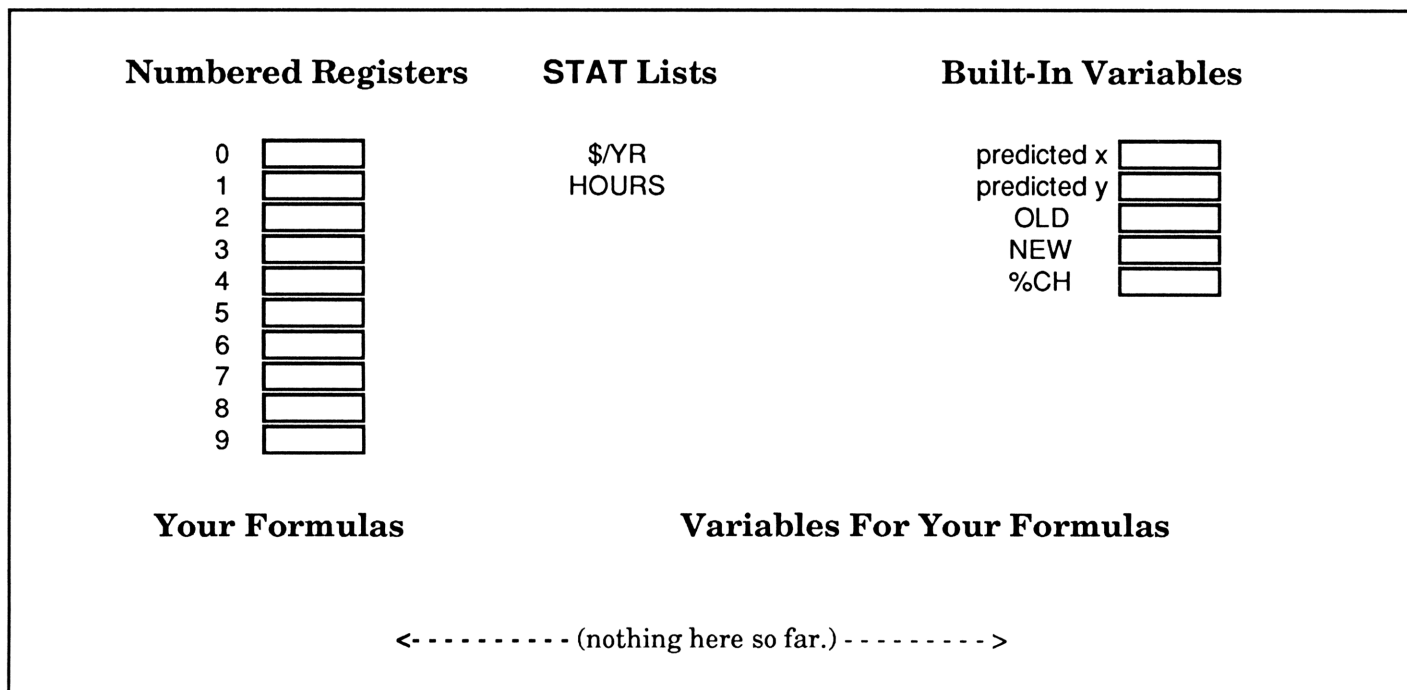 Numbered Registers STAT Lists Built-In Variables
0 $/YR predicted x
1 HOURS predicted y
2 OLD
3 NEW
4 %CH
5
6
7
8
9
Your Formulas Variables For Your Formulas
<- - - - - - - - - - (nothing here so far.) - - - - - - - - - >